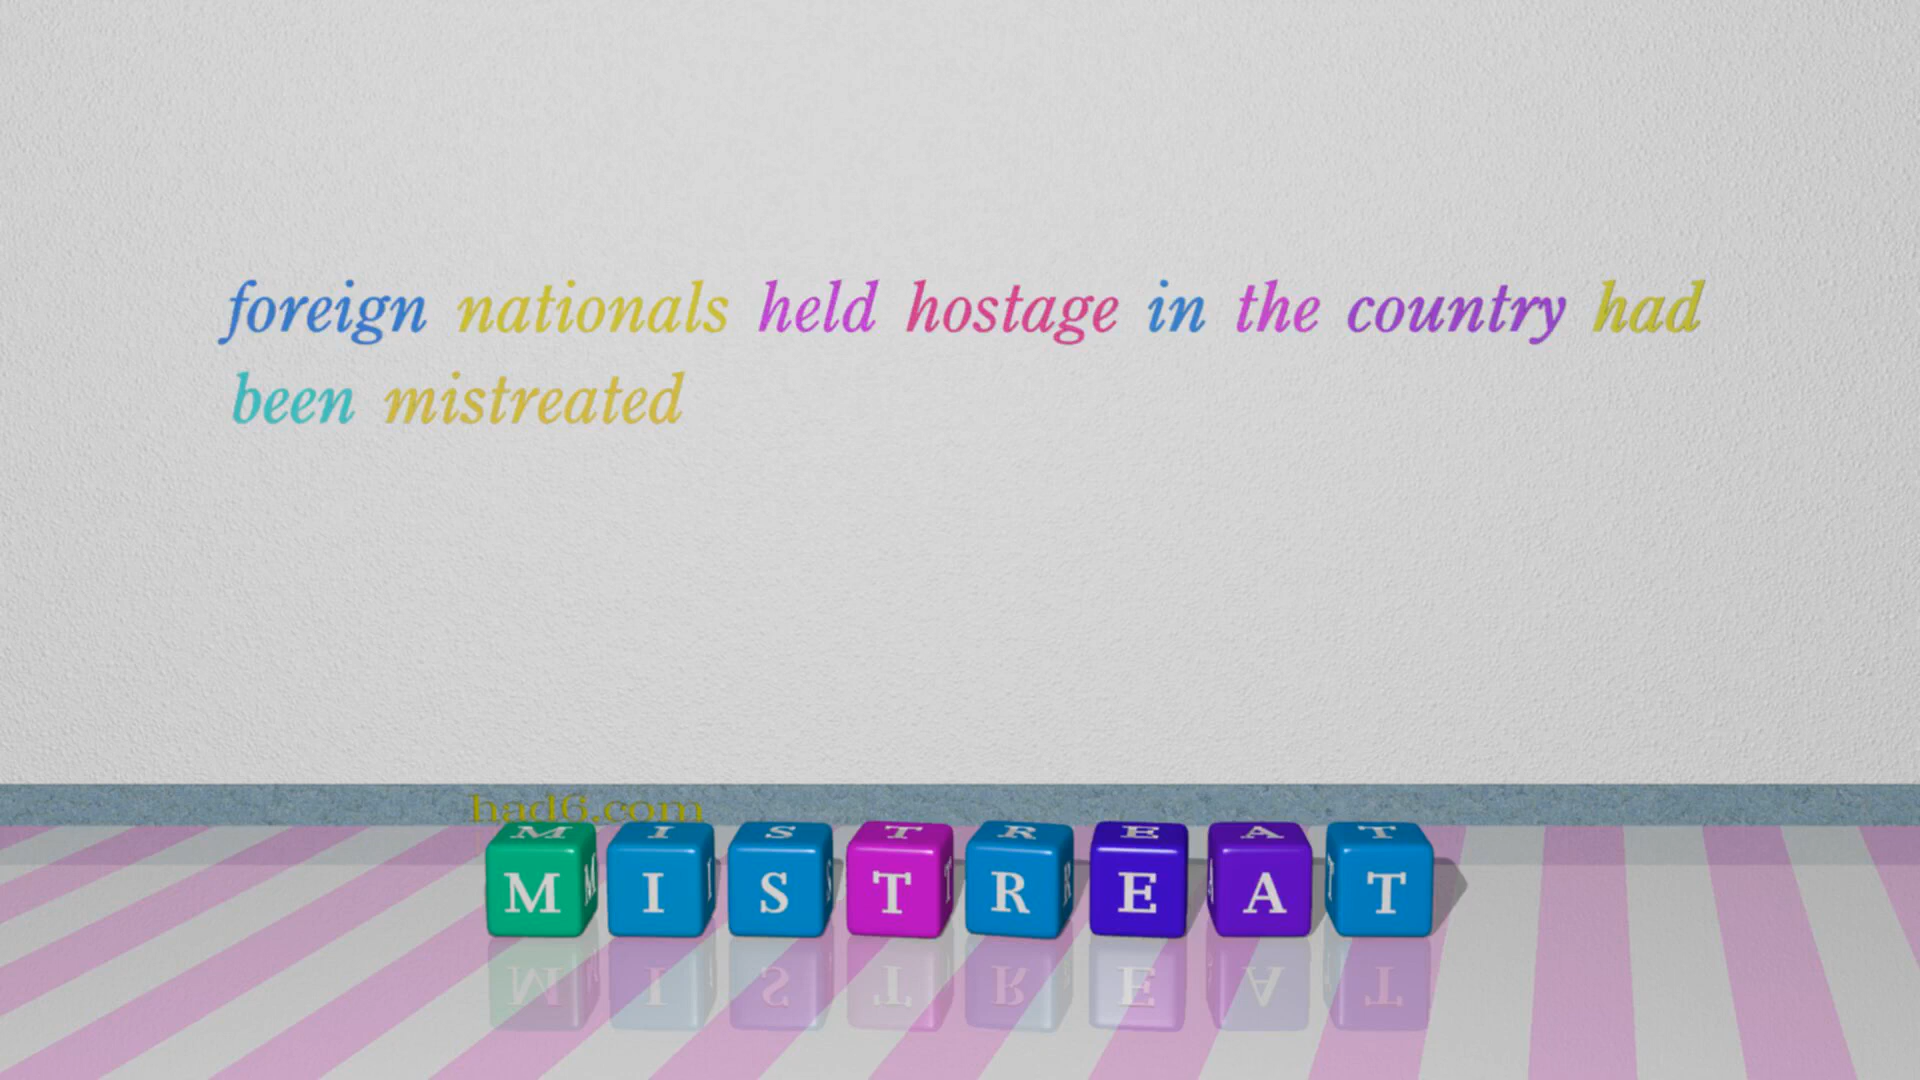 foreign nationals held hostage in the country had
been mistreated
had6.com
MISTREAT